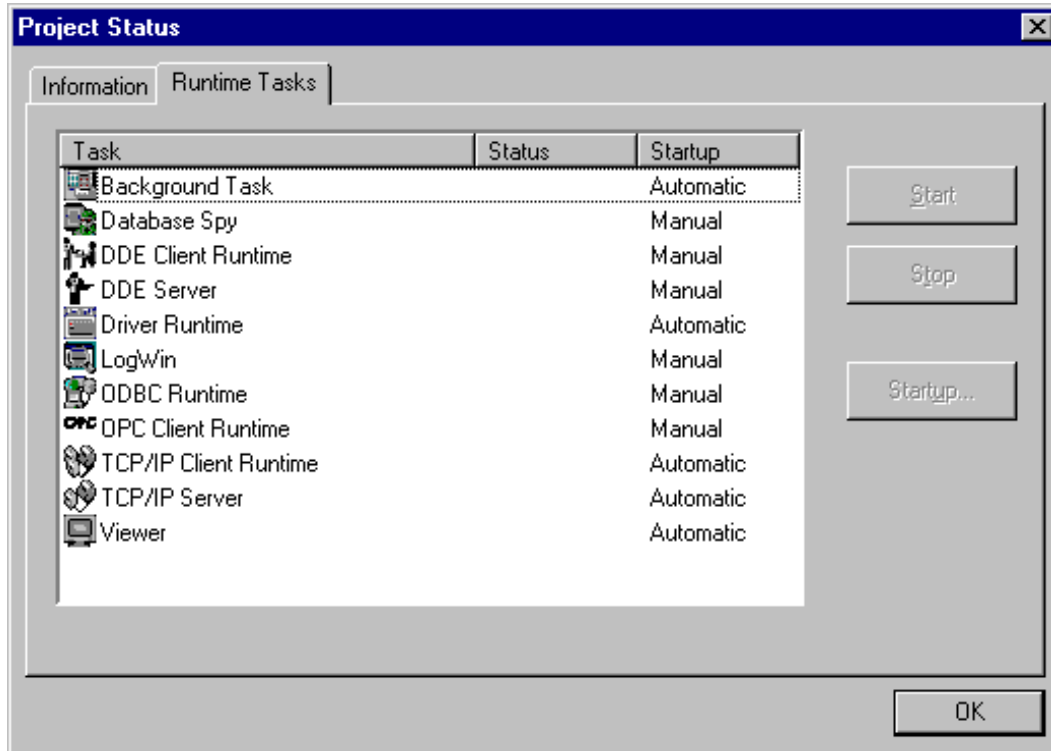 Project Status
Information Runtime Tasks
Task Status Startup
Background Task Automatic
Database Spy Manual
DDE Client Runtime Manual
DDE Server Manual
Driver Runtime Automatic
LogWin Manual
ODBC Runtime Manual
OPC OPC Client Runtime Manual
TCP/IP Client Runtime Automatic
TCP/IP Server Automatic
Viewer Automatic
Start
Stop
Startup...
OK